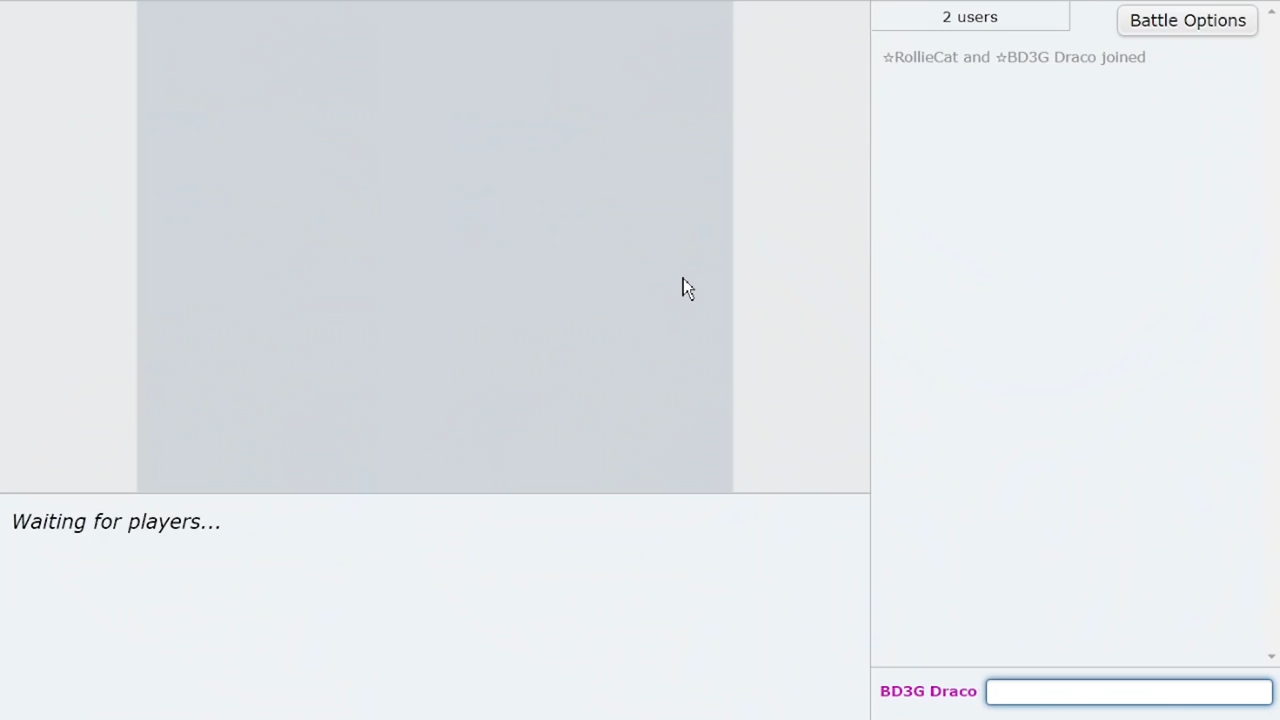 2 users
Battle Options
☆RollieCat and ☆BD3G Draco joined
Waiting for players...
BD3G Draco